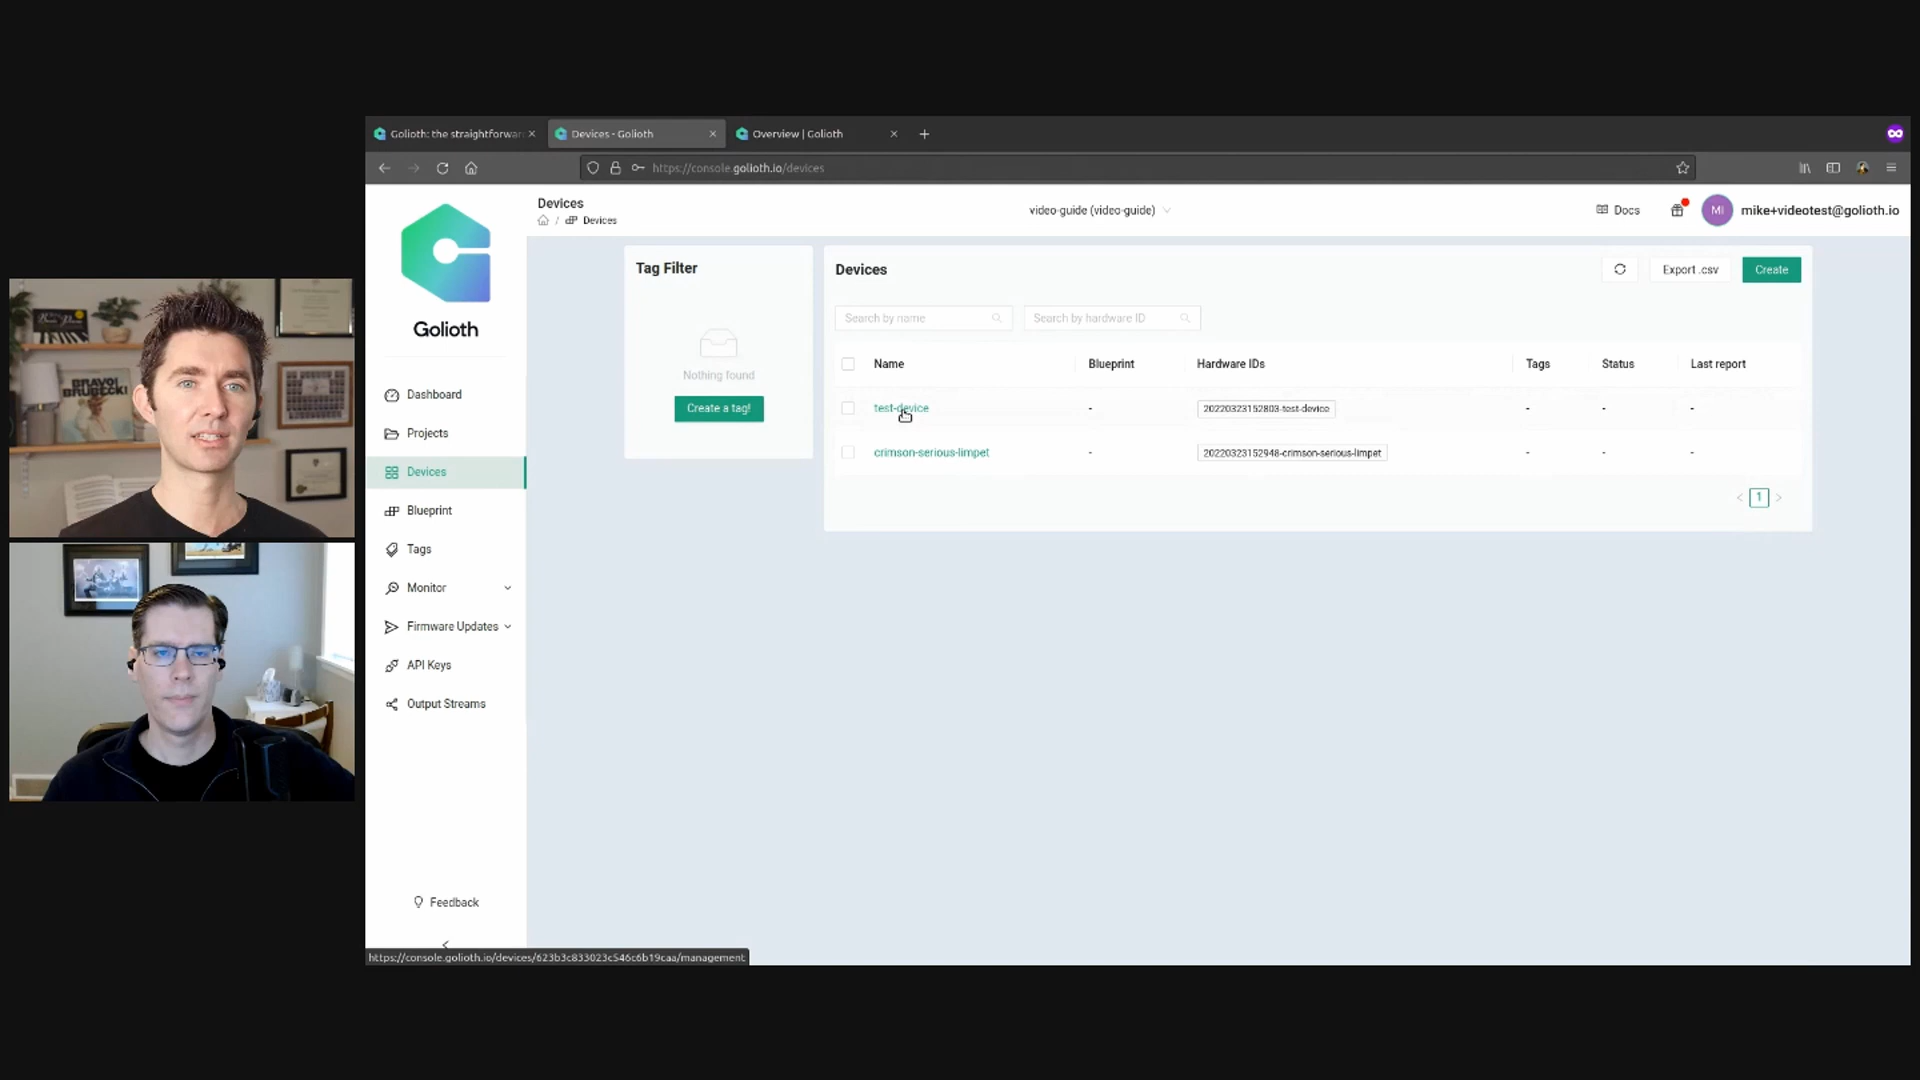 Golioth: the straightforwar
Devices - Golioth
Overview | Golioth
https://console.golioth.io/devices
Devices
/ Devices
video-guide (video-guide)
Docs
MI
mike+videotest@golioth.io
Golioth
Dashboard
Projects
Devices
Blueprint
Tags
Monitor
Firmware Updates
API Keys
Output Streams
Feedback
Tag Filter
Nothing found
Create a tag!
Devices
Export .csv
Create
Search by name
Search by hardware ID
Name Blueprint Hardware IDs Tags Status Last report
test-device - 20220323152803-test-device - - -
crimson-serious-limpet - 20220323152948-crimson-serious-limpet - - -
1
https://console.golioth.io/devices/623b3c833023c546c6b19caa/management
BRAVO!
BRUBECK!